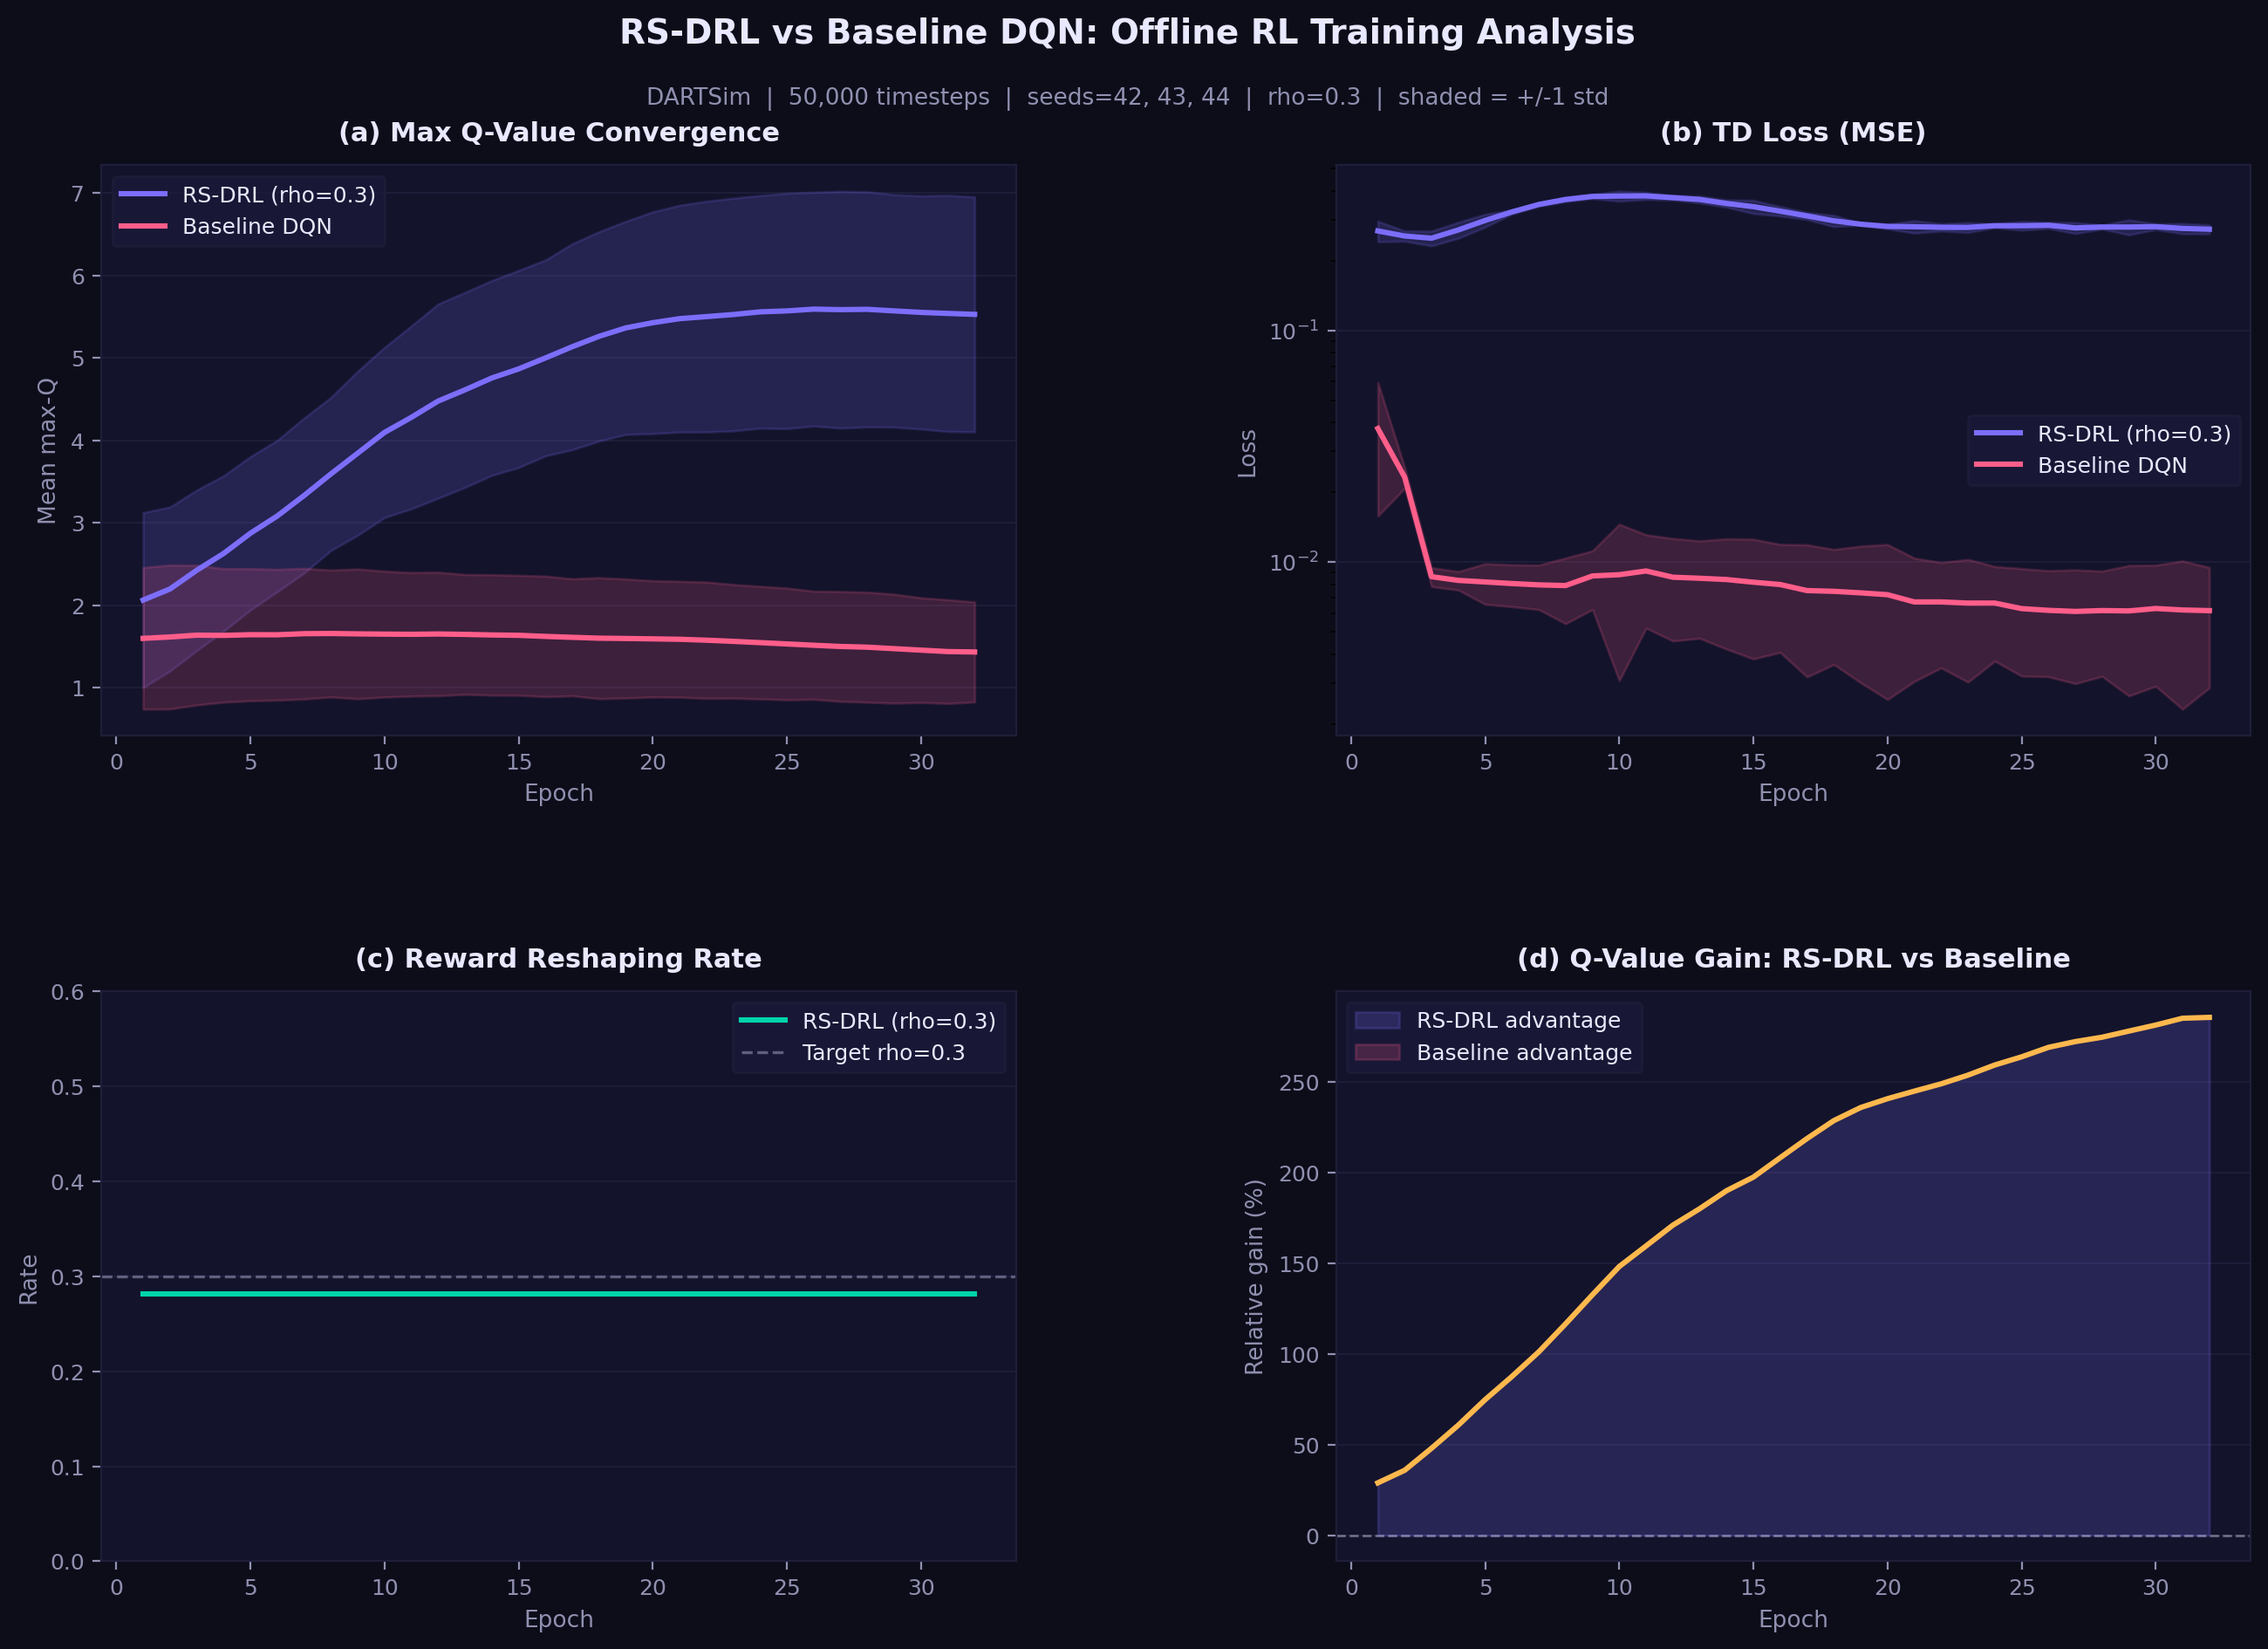 RS-DRL vs Baseline DQN: Offline RL Training Analysis
DARTSim | 50,000 timesteps | seeds=42, 43, 44 | rho=0.3 | shaded = +/-1 std
(a) Max Q-Value Convergence
RS-DRL (rho=0.3)
Baseline DQN
7
6
5
4
3
2
1
Mean max-Q
0 5 10 15 20 25 30
Epoch
(b) TD Loss (MSE)
RS-DRL (rho=0.3)
Baseline DQN
10⁻¹
10⁻²
Loss
0 5 10 15 20 25 30
Epoch
(c) Reward Reshaping Rate
RS-DRL (rho=0.3)
Target rho=0.3
0.6
0.5
0.4
0.3
0.2
0.1
0.0
Rate
0 5 10 15 20 25 30
Epoch
(d) Q-Value Gain: RS-DRL vs Baseline
RS-DRL advantage
Baseline advantage
250
200
150
100
50
0
Relative gain (%)
0 5 10 15 20 25 30
Epoch